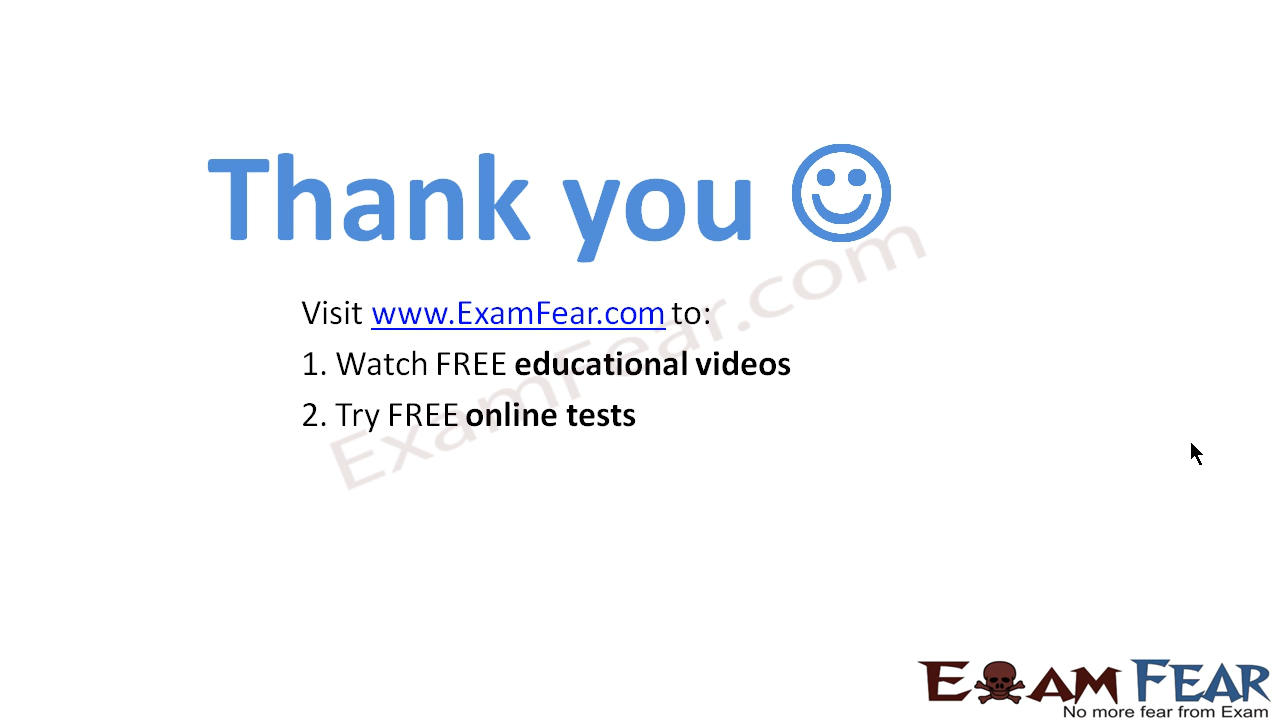 Thank you ☺
Visit www.ExamFear.com to:
1. Watch FREE educational videos
2. Try FREE online tests
ExamFear.com
EXAM FEAR
No more fear from Exam